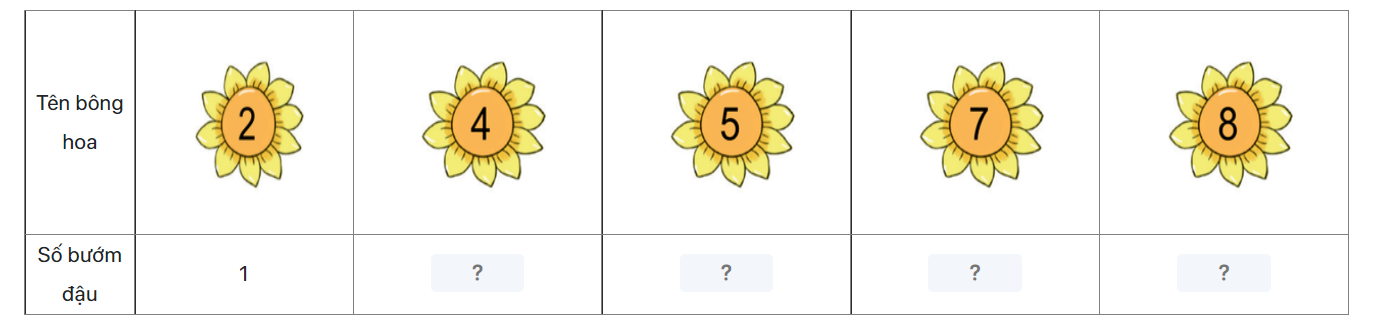 Tên bông
hoa
2
4
5
7
8
Số bướm
đậu
1
?
?
?
?